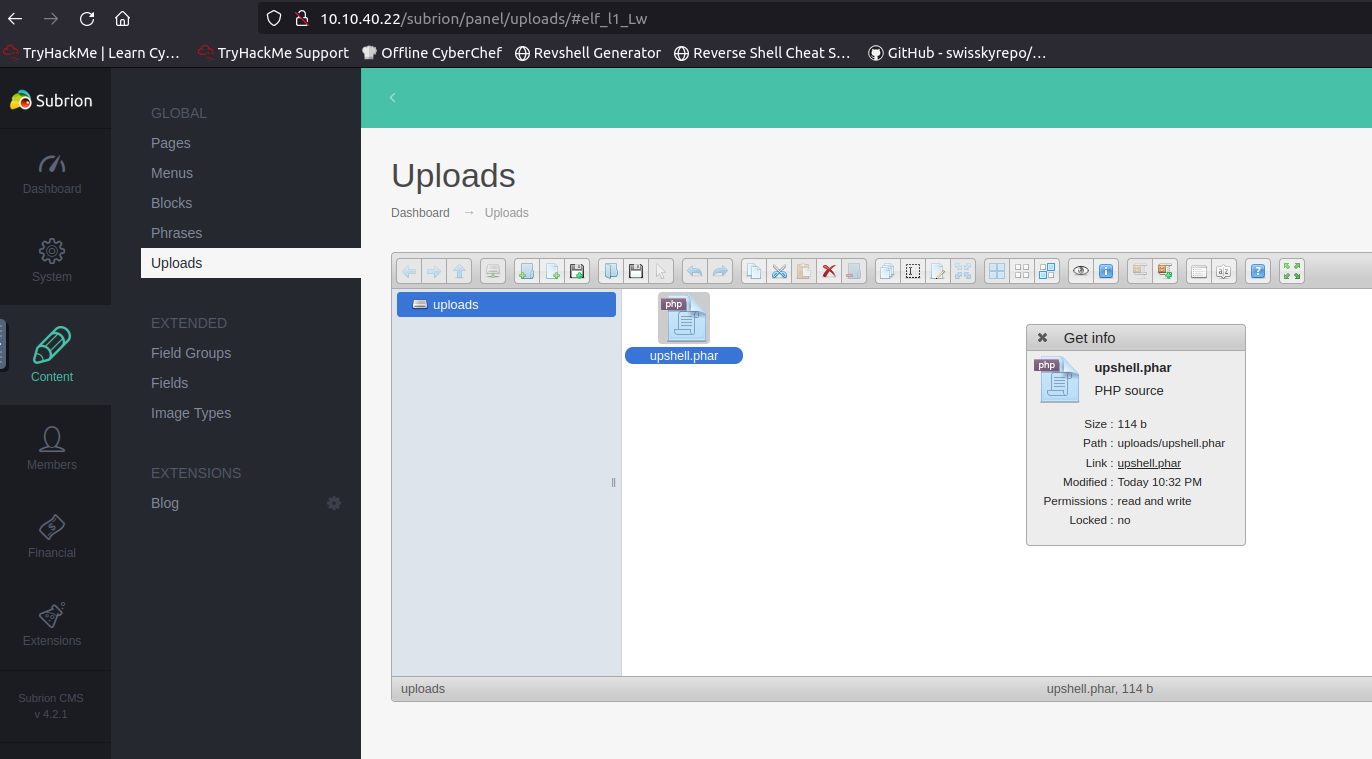 10.10.40.22/subrion/panel/uploads/#elf_l1_Lw
TryHackMe | Learn Cy… TryHackMe Support Offline CyberChef Revshell Generator Reverse Shell Cheat S… GitHub - swisskyrepo/…
Subrion
Dashboard
System
Content
Members
Financial
Extensions
Subrion CMS
v 4.2.1
GLOBAL
Pages
Menus
Blocks
Phrases
Uploads
EXTENDED
Field Groups
Fields
Image Types
EXTENSIONS
Blog
Uploads
Dashboard → Uploads
uploads
php
upshell.phar
Get info
php
upshell.phar
PHP source
Size : 114 b
Path : uploads/upshell.phar
Link : upshell.phar
Modified : Today 10:32 PM
Permissions : read and write
Locked : no
uploads
upshell.phar, 114 b